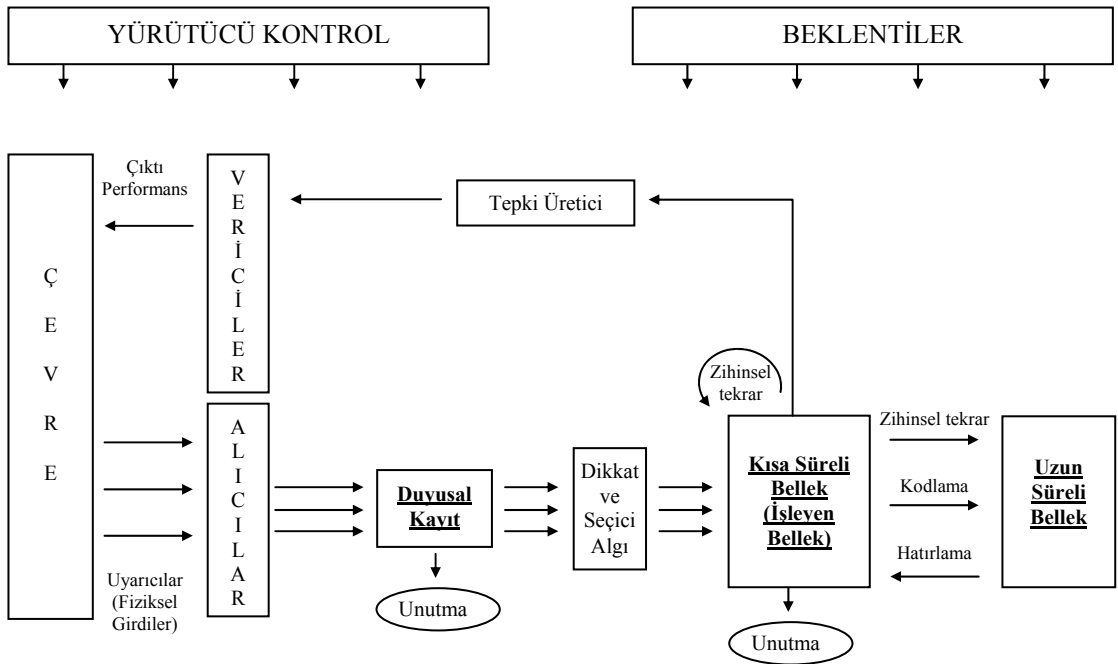 YÜRÜTÜCÜ KONTROL
BEKLENTİLER
Ç
E
V
R
E
Çıktı
Performans
V
E
R
İ
C
İ
L
E
R
Tepki Üretici
Zihinsel
tekrar
A
L
I
C
I
L
A
R
Uyarıcılar
(Fiziksel
Girdiler)
Duyusal
Kayıt
Unutma
Dikkat
ve
Seçici
Algı
Kısa Süreli
Bellek
(İşleyen
Bellek)
Unutma
Zihinsel tekrar
Kodlama
Hatırlama
Uzun
Süreli
Bellek